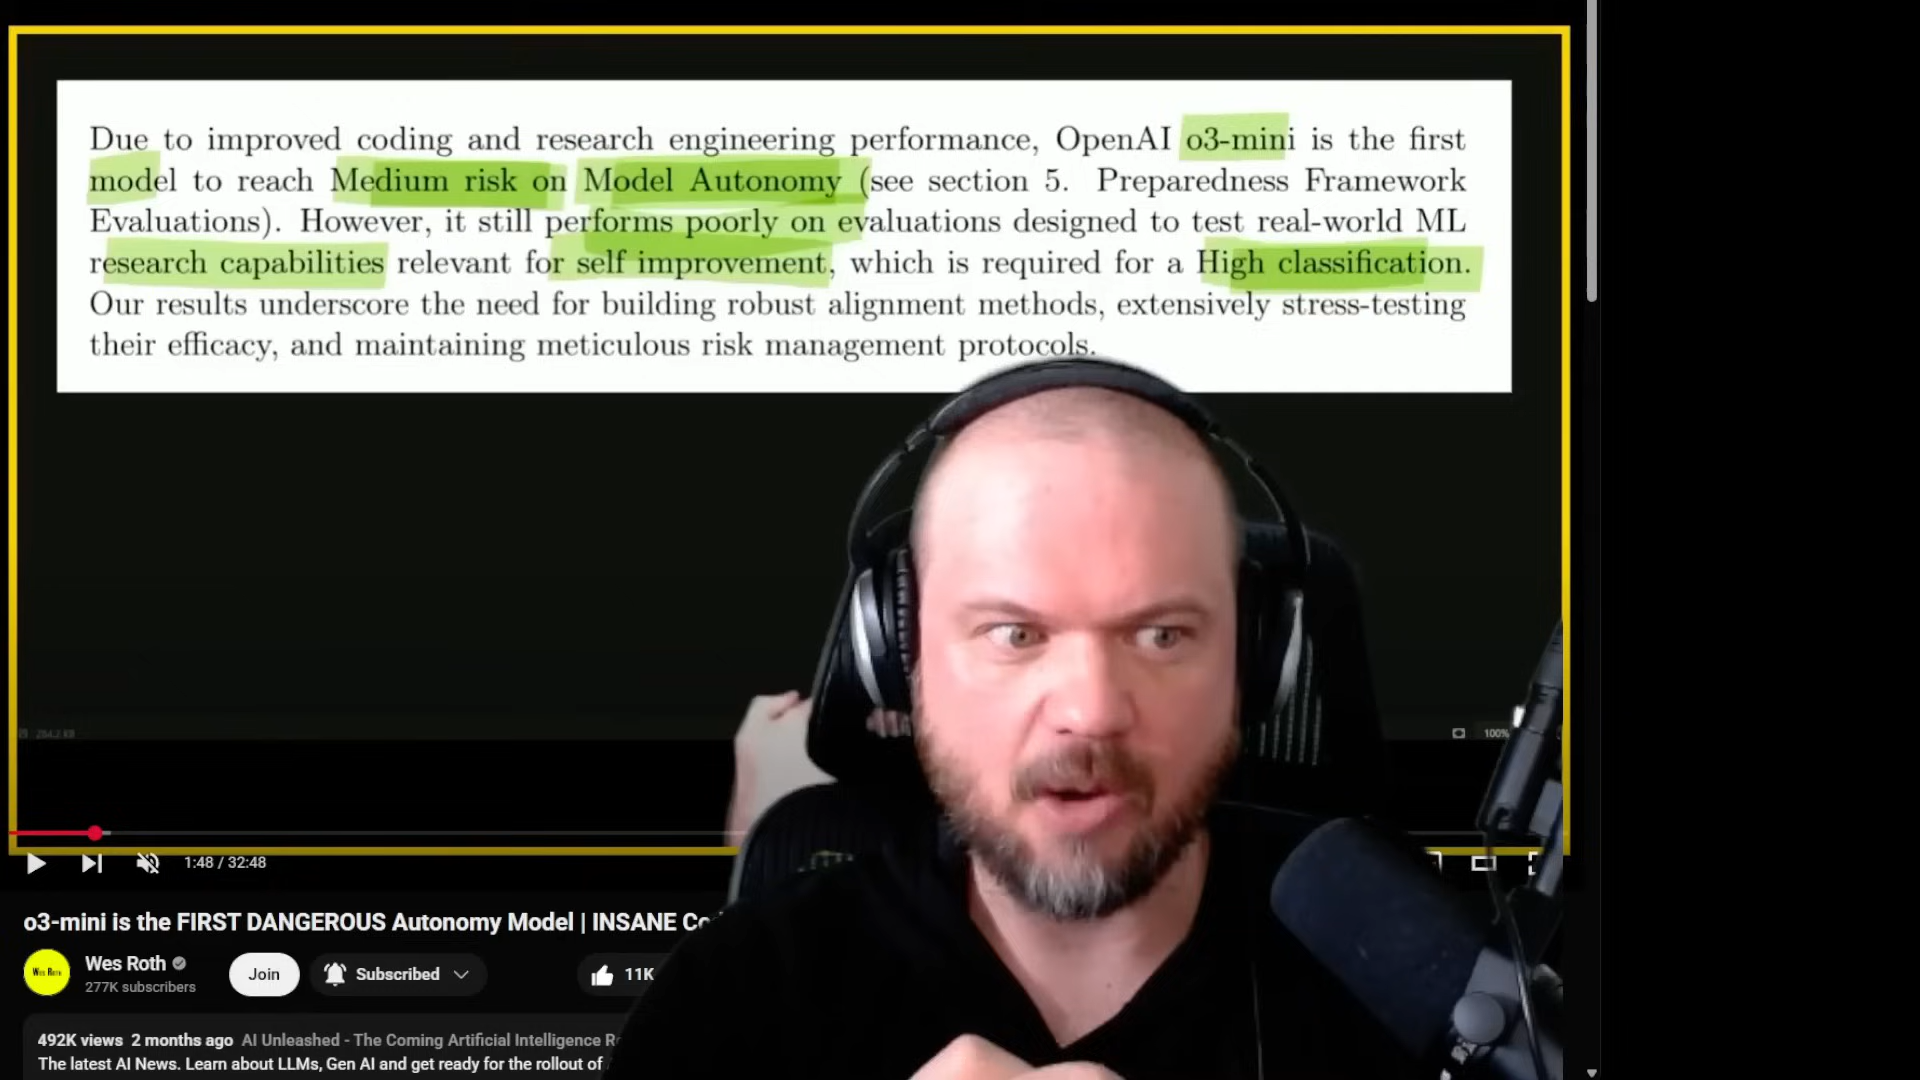 Due to improved coding and research engineering performance, OpenAI o3-mini is the first
model to reach Medium risk on Model Autonomy (see section 5. Preparedness Framework
Evaluations). However, it still performs poorly on evaluations designed to test real-world ML
research capabilities relevant for self improvement, which is required for a High classification.
Our results underscore the need for building robust alignment methods, extensively stress-testing
their efficacy, and maintaining meticulous risk management protocols.
284.2 KB
100%
1:48 / 32:48
o3-mini is the FIRST DANGEROUS Autonomy Model | INSANE Co
Wes Roth
Wes Roth
277K subscribers
Join
Subscribed
11K
492K views 2 months ago AI Unleashed - The Coming Artificial Intelligence R
The latest AI News. Learn about LLMs, Gen AI and get ready for the rollout of